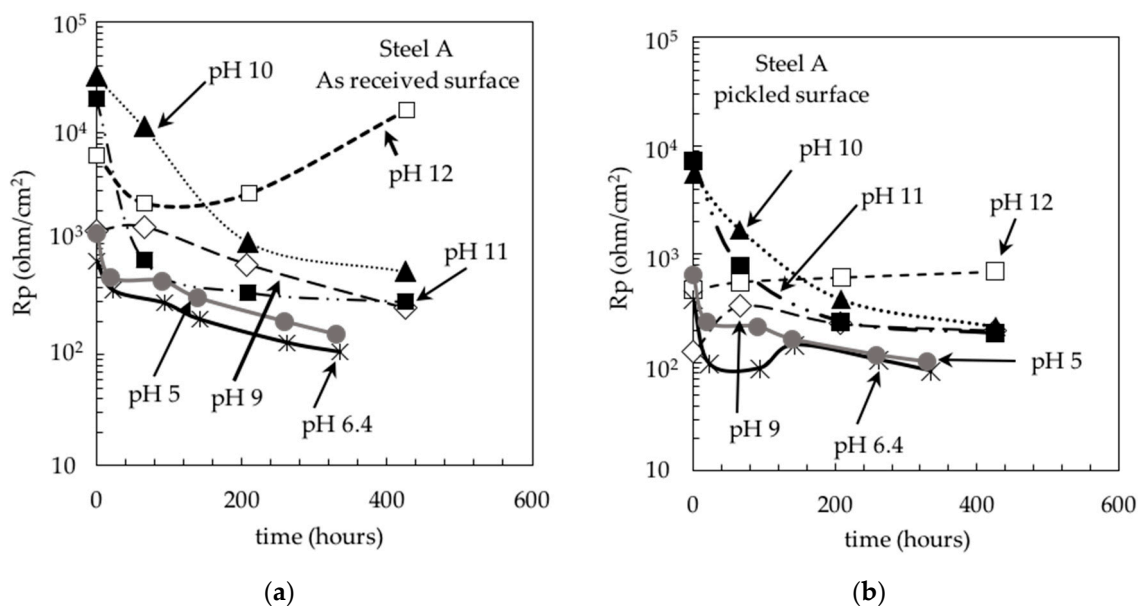 10⁵
10⁴
10³
10²
10
Rp (ohm/cm²)
Steel A
As received surface
pH 10
pH 12
pH 11
pH 5
pH 9
pH 6.4
0
200
400
600
time (hours)
(a)
10⁵
10⁴
10³
10²
10
Rp (ohm/cm²)
Steel A
pickled surface
pH 10
pH 11
pH 12
pH 9
pH 6.4
pH 5
0
200
400
600
time (hours)
(b)